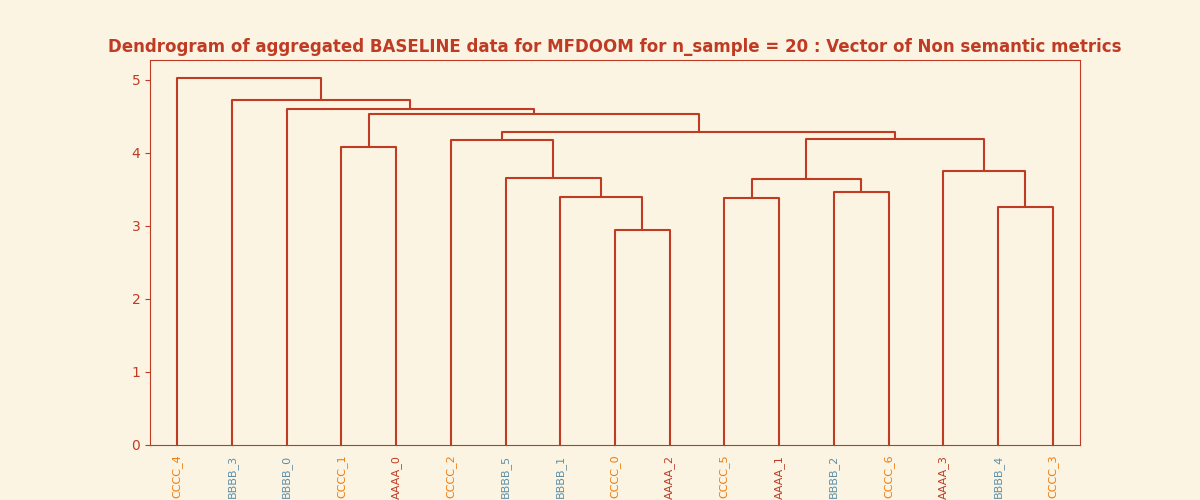 Dendrogram of aggregated BASELINE data for MFDOOM for n_sample = 20 : Vector of Non semantic metrics
5
4
3
2
1
0
CCCC_4
BBBB_3
BBBB_0
CCCC_1
AAAA_0
CCCC_2
BBBB_5
BBBB_1
CCCC_0
AAAA_2
CCCC_5
AAAA_1
BBBB_2
CCCC_6
AAAA_3
BBBB_4
CCCC_3